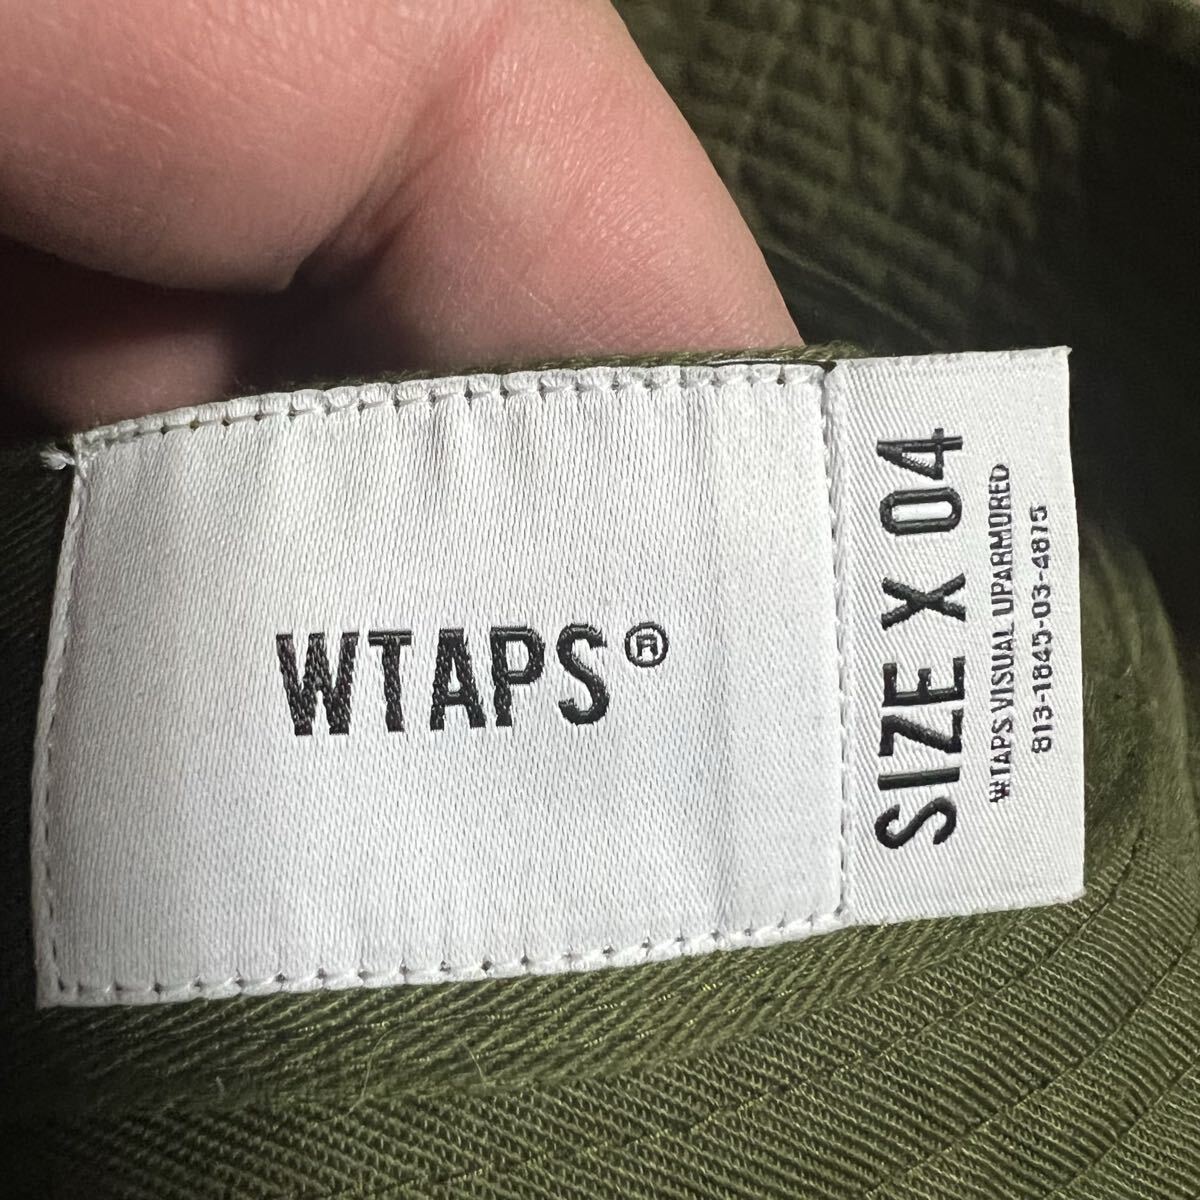 WTAPS®
SIZE X 04
WTAPS VISUAL UPARMORED
813-1845-03-4875